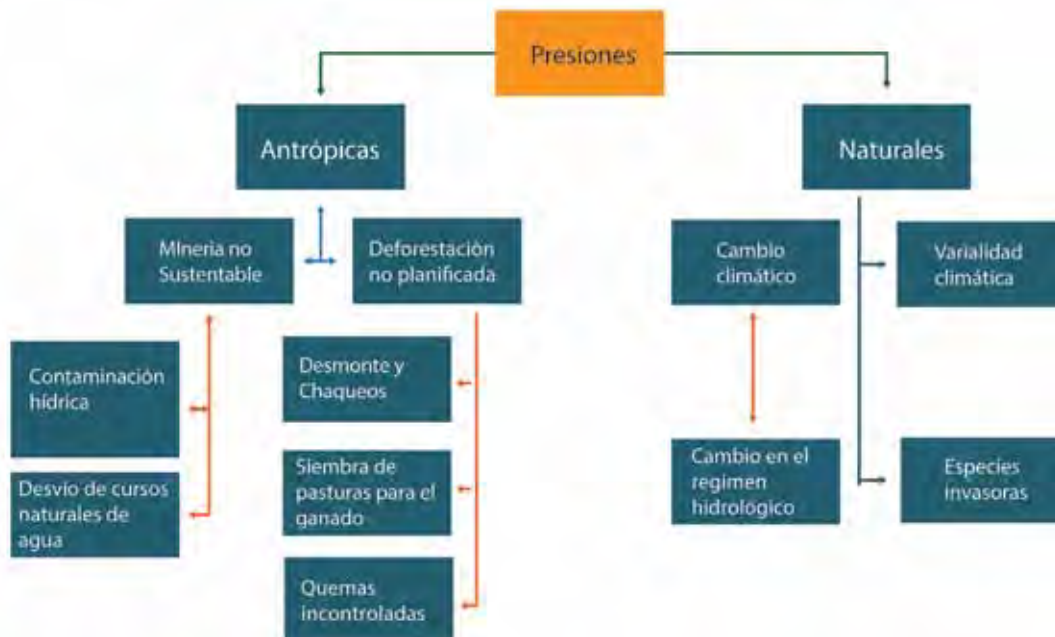 Presiones
Antrópicas
Naturales
MIneria no
Sustentable
Deforestación
no planificada
Cambio
climático
Varialidad
climática
Contaminación
hídrica
Desmonte y
Chaqueos
Desvío de cursos
naturales de
agua
Siembra de
pasturas para el
ganado
Cambio en el
regimen
hidrológico
Especies
invasoras
Quemas
incontroladas